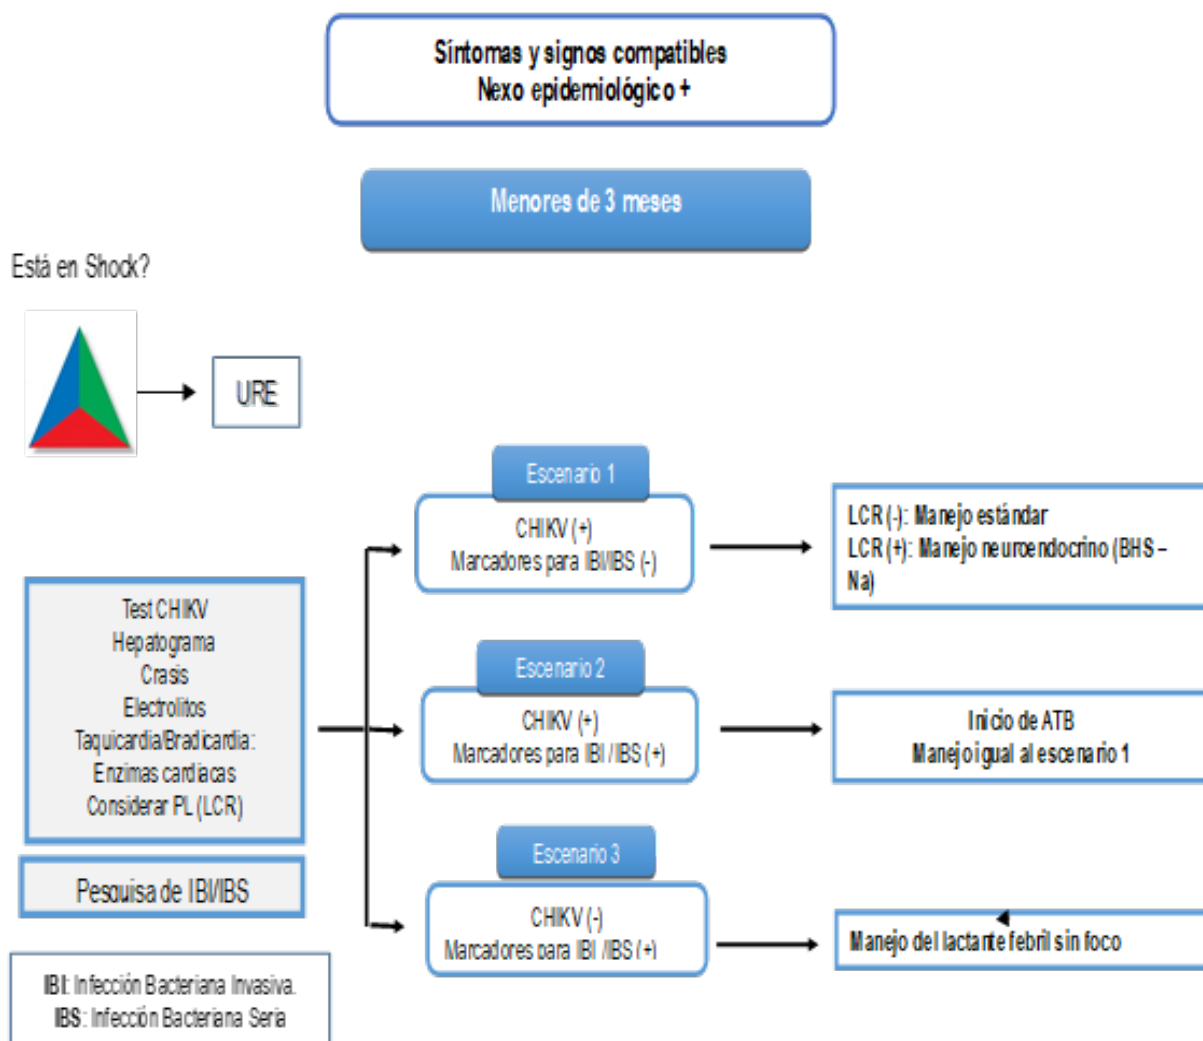 Síntomas y signos compatibles
Nexo epidemiológico +
Menores de 3 meses
Está en Shock?
URE
Escenario 1
CHIKV (+)
Marcadores para IBI/IBS (-)
LCR (-): Manejo estándar
LCR (+): Manejo neuroendocrino (BHS –
Na)
Test CHIKV
Hepatograma
Crasis
Electrolitos
Taquicardia/Bradicardia:
Enzimas cardíacas
Considerar PL (LCR)
Escenario 2
CHIKV (+)
Marcadores para IBI / IBS (+)
Inicio de ATB
Manejo igual al escenario 1
Pesquisa de IBI/IBS
Escenario 3
CHIKV (-)
Marcadores para IBI /IBS (+)
Manejo del lactante febril sin foco
IBI: Infección Bacteriana Invasiva.
IBS: Infección Bacteriana Seria